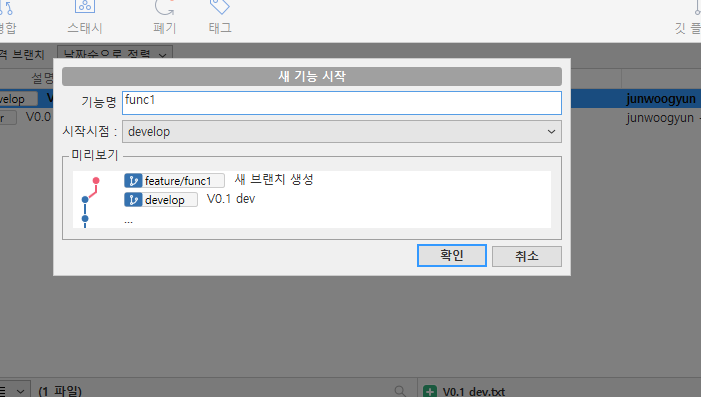 병합 스태시 폐기 태그 깃 플
격 브랜치 날짜순으로 정렬
설명
velop V
junwoogyun
r V0.0
junwoogyun
새 기능 시작
기능명 func1
시작시점 : develop
미리보기
feature/func1 새 브랜치 생성
develop V0.1 dev
...
확인 취소
(1 파일) V0.1 dev.txt